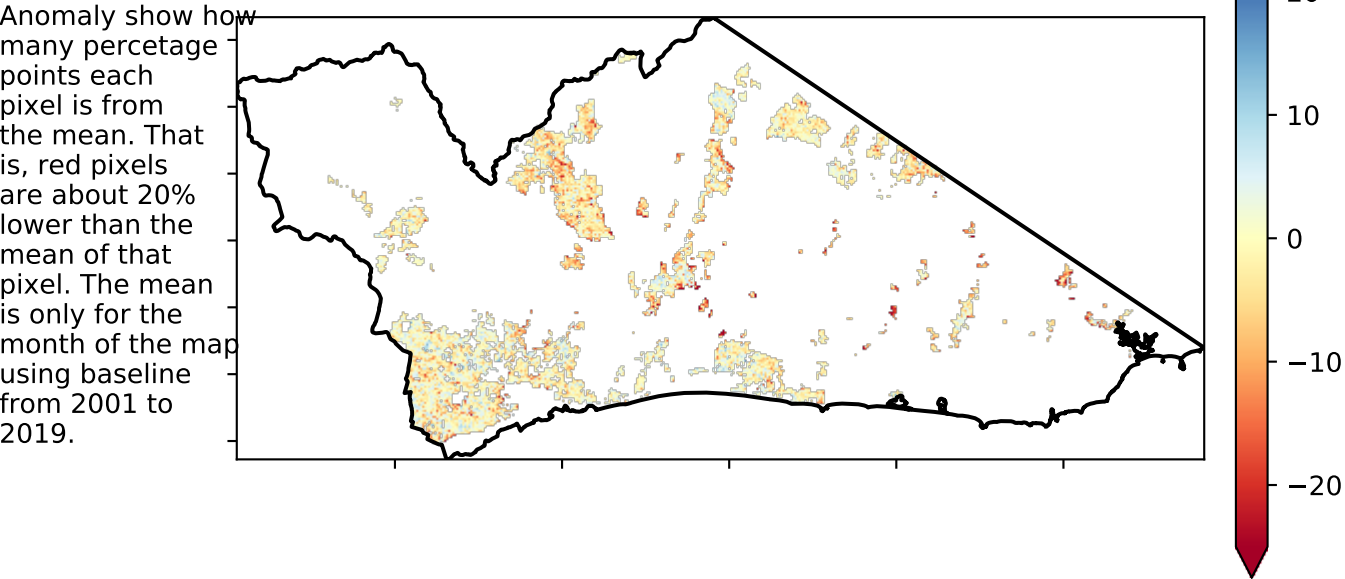 Anomaly show how
many percetage
points each
pixel is from
the mean. That
is, red pixels
are about 20%
lower than the
mean of that
pixel. The mean
is only for the
month of the map
using baseline
from 2001 to
2019.
10
0
−10
−20